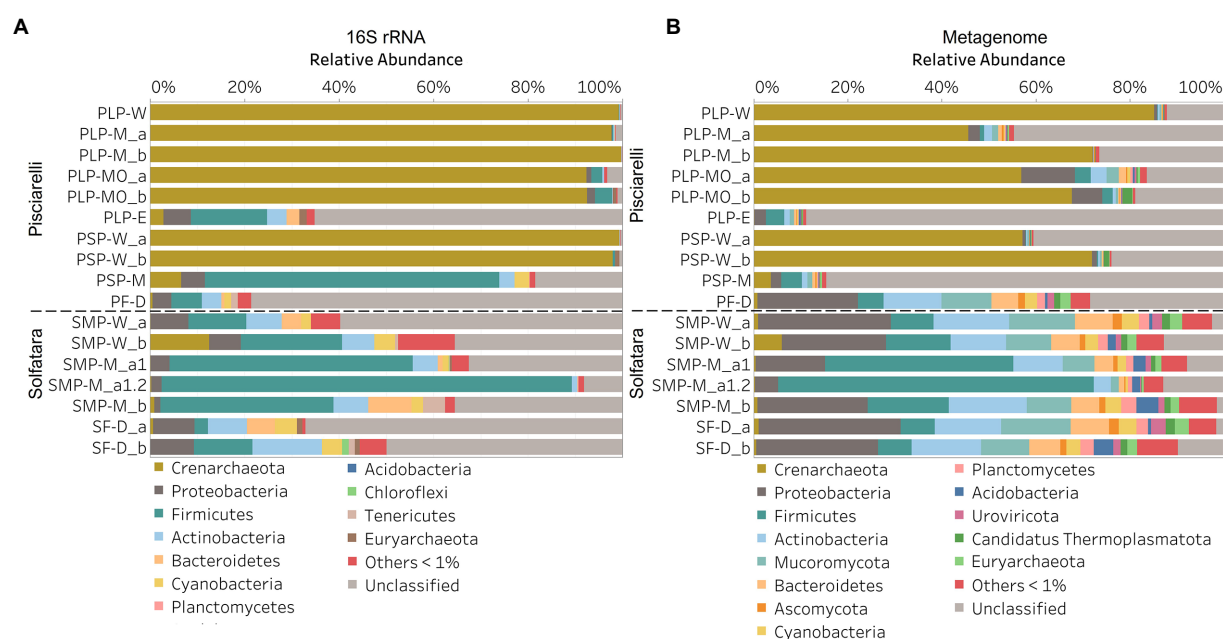 A
16S rRNA
Relative Abundance
0% 20% 40% 60% 80% 100%
Pisciarelli
PLP-W
PLP-M_a
PLP-M_b
PLP-MO_a
PLP-MO_b
PLP-E
PSP-W_a
PSP-W_b
PSP-M
PF-D
Solfatara
SMP-W_a
SMP-W_b
SMP-M_a1
SMP-M_a1.2
SMP-M_b
SF-D_a
SF-D_b
Crenarchaeota
Proteobacteria
Firmicutes
Actinobacteria
Bacteroidetes
Cyanobacteria
Planctomycetes
Acidobacteria
Chloroflexi
Tenericutes
Euryarchaeota
Others < 1%
Unclassified
B
Metagenome
Relative Abundance
0% 20% 40% 60% 80% 100%
Pisciarelli
PLP-W
PLP-M_a
PLP-M_b
PLP-MO_a
PLP-MO_b
PLP-E
PSP-W_a
PSP-W_b
PSP-M
PF-D
Solfatara
SMP-W_a
SMP-W_b
SMP-M_a1
SMP-M_a1.2
SMP-M_b
SF-D_a
SF-D_b
Crenarchaeota
Proteobacteria
Firmicutes
Actinobacteria
Mucoromycota
Bacteroidetes
Ascomycota
Cyanobacteria
Planctomycetes
Acidobacteria
Uroviricota
Candidatus Thermoplasmatota
Euryarchaeota
Others < 1%
Unclassified